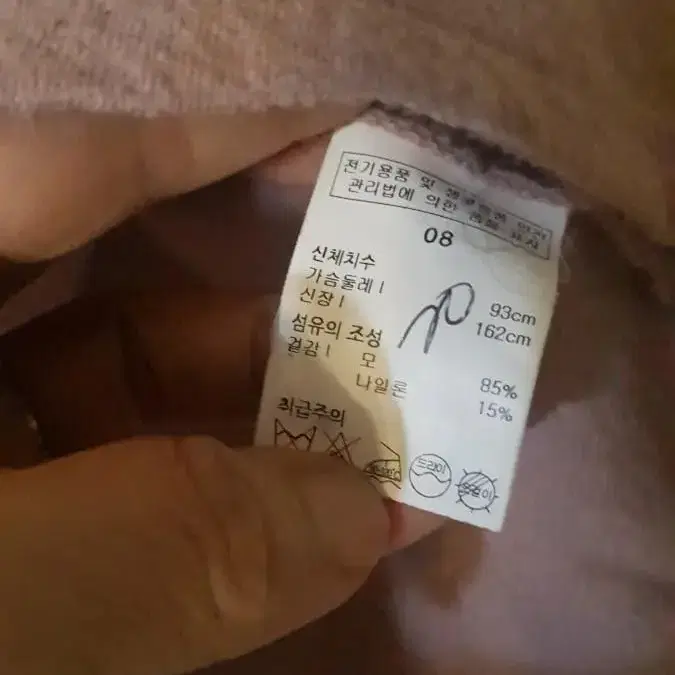 전기용품 및 생활용품 안전
관리법에 의한 품질 표시
08
신체치수
가슴둘레 | 93cm
신장 | 162cm
섬유의 조성
겉감 | 모 85%
나일론 15%
취급주의
드라이